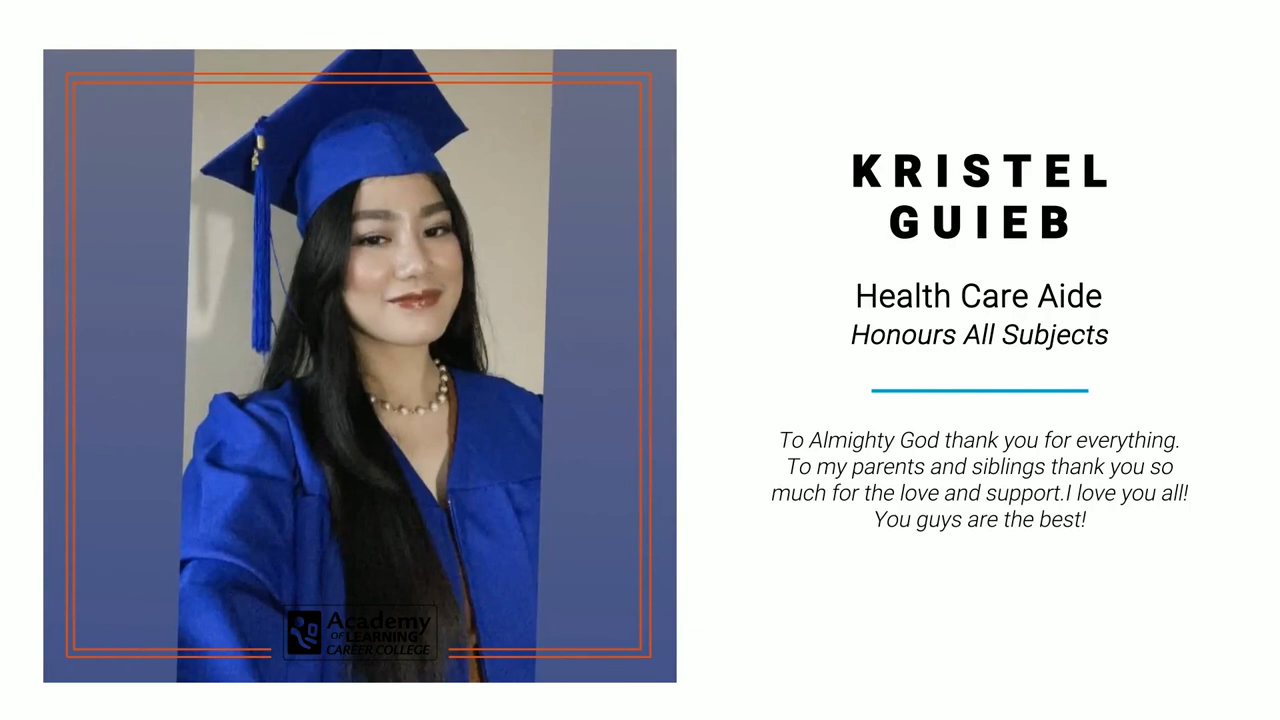 KRISTEL
GUIEB
Health Care Aide
Honours All Subjects
To Almighty God thank you for everything.
To my parents and siblings thank you so
much for the love and support.I love you all!
You guys are the best!
Academy
OF LEARNING
CAREER COLLEGE